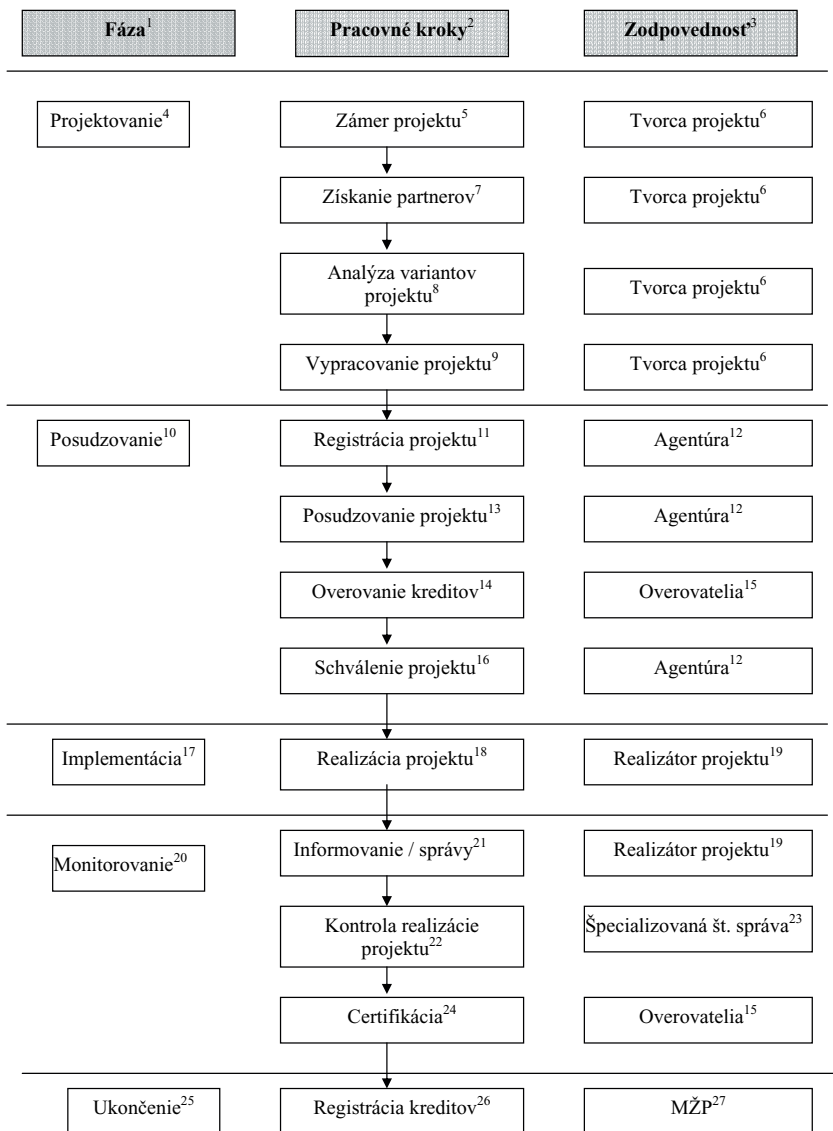 Fáza¹ Pracovné kroky² Zodpovednosť³
Projektovanie⁴ Zámer projektu⁵ Tvorca projektu⁶
Získanie partnerov⁷ Tvorca projektu⁶
Analýza variantov
projektu⁸ Tvorca projektu⁶
Vypracovanie projektu⁹ Tvorca projektu⁶
Posudzovanie¹⁰ Registrácia projektu¹¹ Agentúra¹²
Posudzovanie projektu¹³ Agentúra¹²
Overovanie kreditov¹⁴ Overovatelia¹⁵
Schválenie projektu¹⁶ Agentúra¹²
Implementácia¹⁷ Realizácia projektu¹⁸ Realizátor projektu¹⁹
Monitorovanie²⁰ Informovanie / správy²¹ Realizátor projektu¹⁹
Kontrola realizácie
projektu²² Špecializovaná št. správa²³
Certifikácia²⁴ Overovatelia¹⁵
Ukončenie²⁵ Registrácia kreditov²⁶ MŽP²⁷